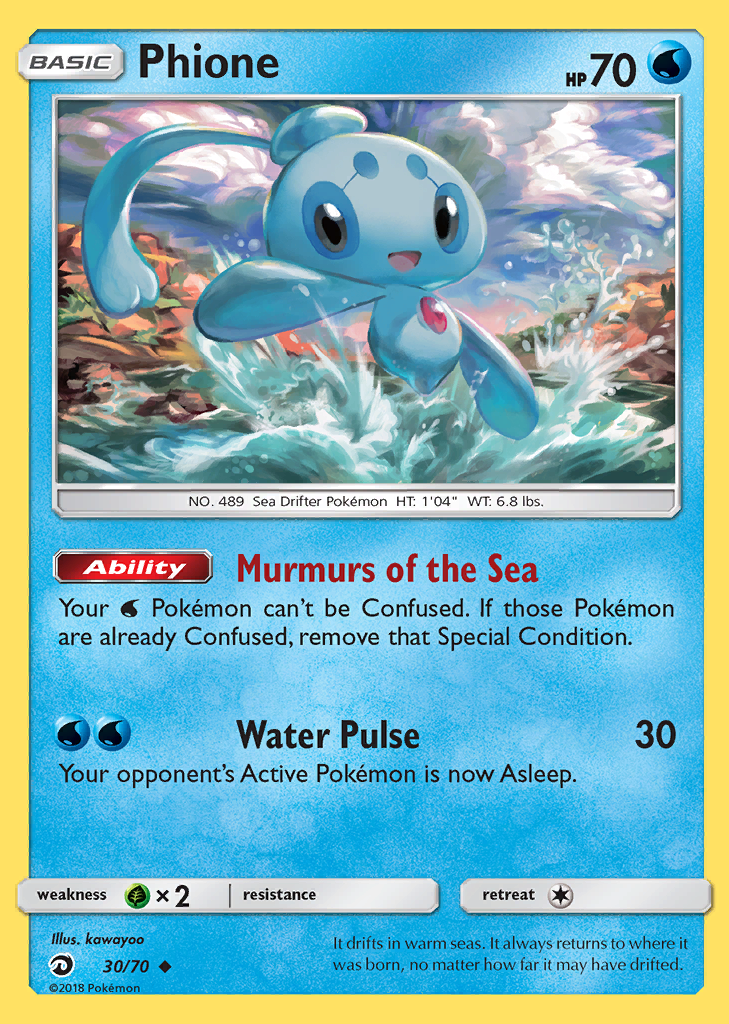 BASIC Phione HP 70
NO. 489 Sea Drifter Pokémon HT: 1'04" WT: 6.8 lbs.
Ability Murmurs of the Sea
Your Pokémon can't be Confused. If those Pokémon
are already Confused, remove that Special Condition.
Water Pulse 30
Your opponent's Active Pokémon is now Asleep.
weakness ×2 resistance retreat
Illus. kawayoo
30/70
©2018 Pokémon
It drifts in warm seas. It always returns to where it
was born, no matter how far it may have drifted.